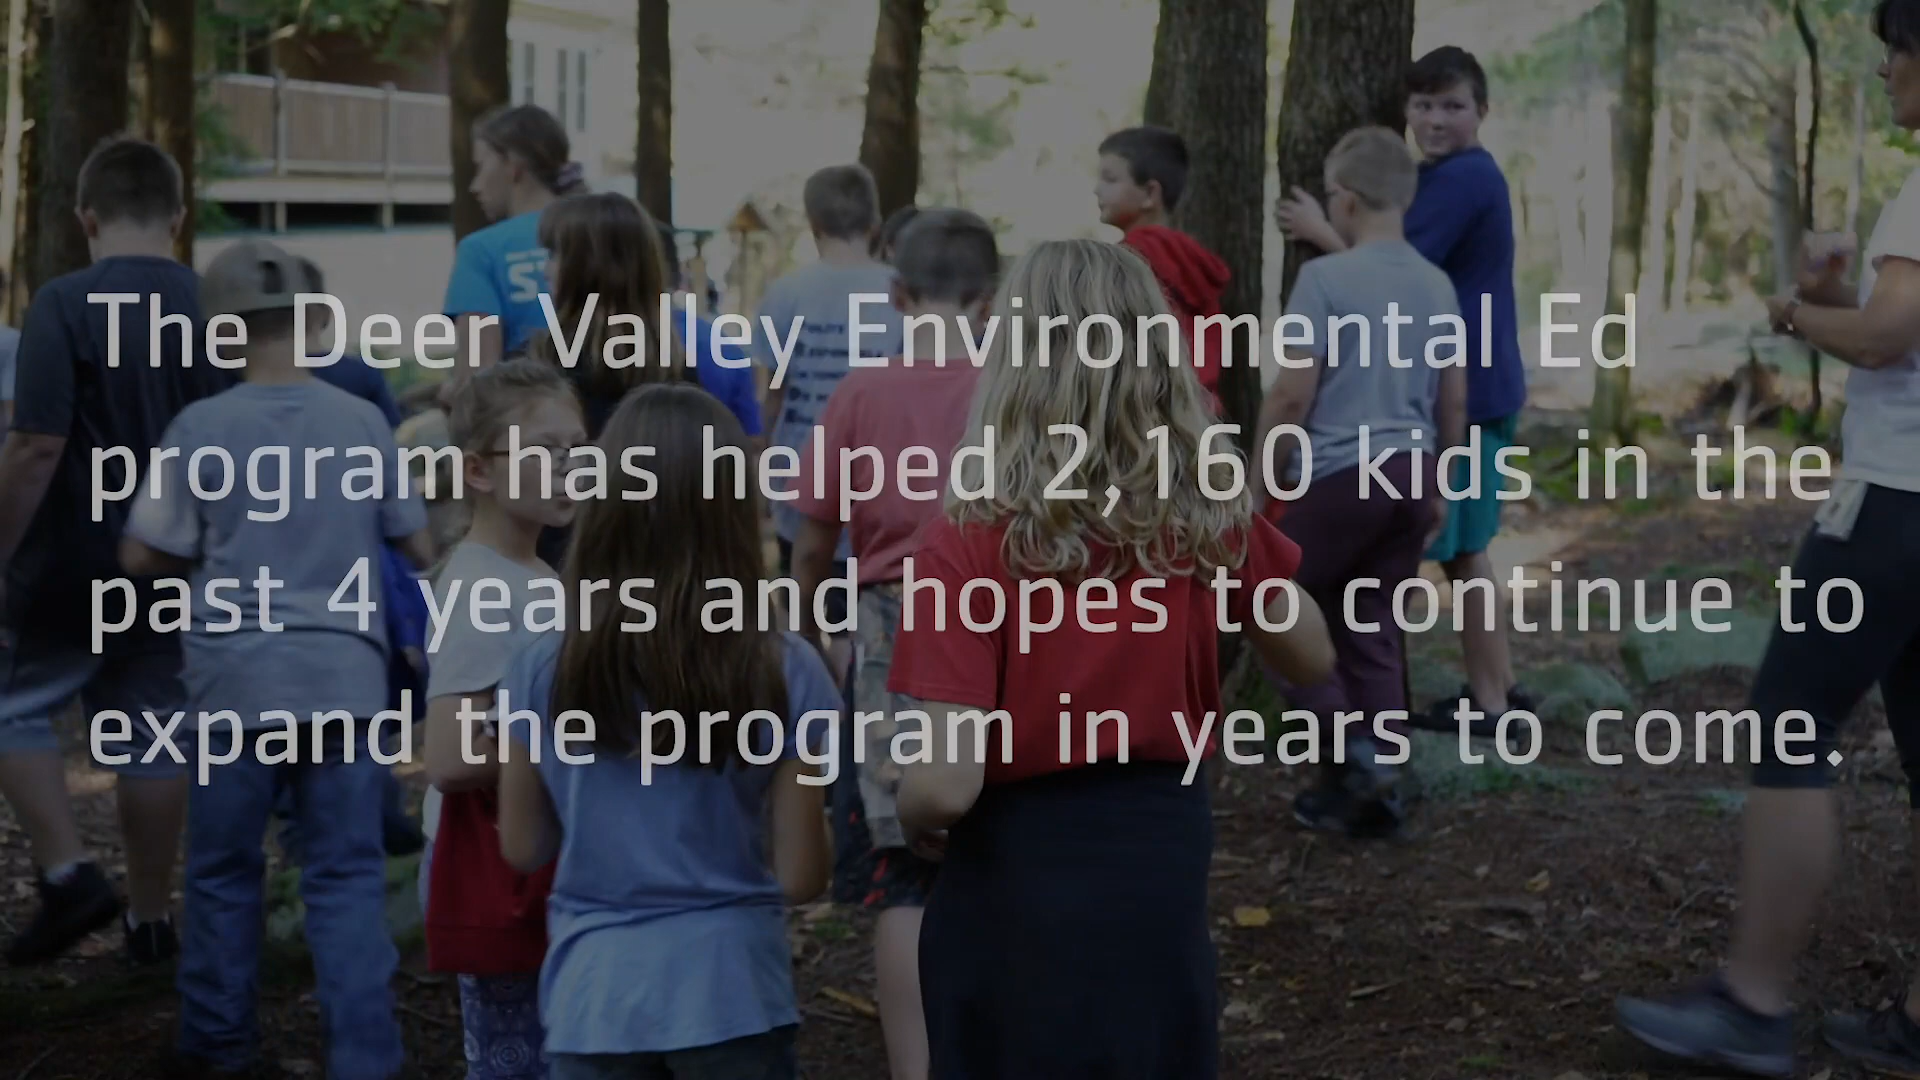 The Deer Valley Environmental Ed
program has helped 2,160 kids in the
past 4 years and hopes to continue to
expand the program in years to come.